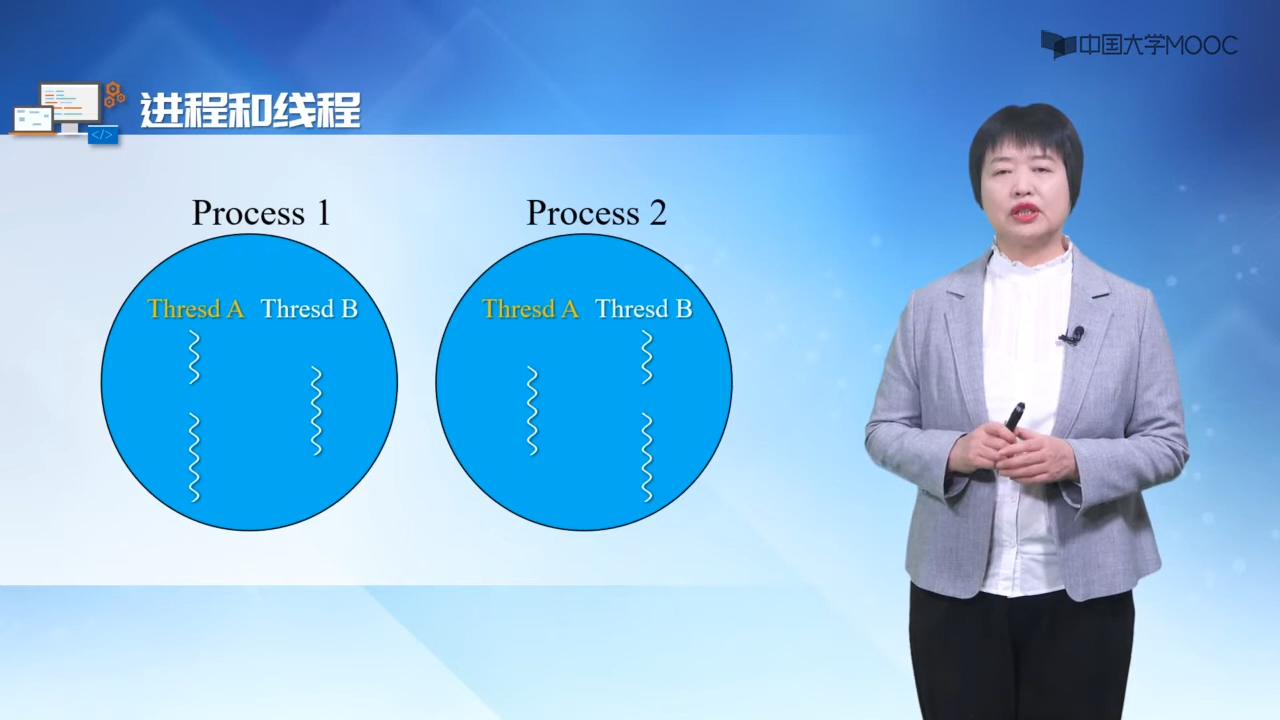 中国大学MOOC
进程和线程
</>
Process 1
Process 2
Thresd A Thresd B
Thresd A Thresd B